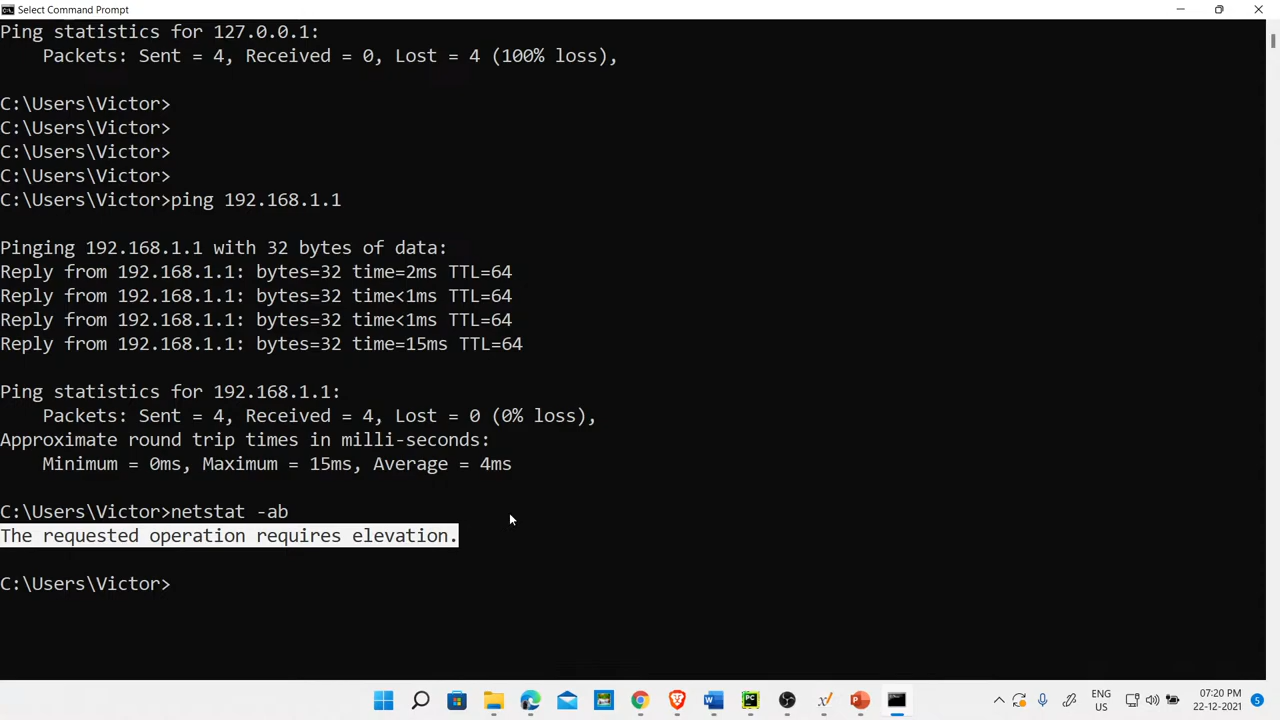 Select Command Prompt
Ping statistics for 127.0.0.1:
Packets: Sent = 4, Received = 0, Lost = 4 (100% loss),
C:\Users\Victor>
C:\Users\Victor>
C:\Users\Victor>
C:\Users\Victor>
C:\Users\Victor>ping 192.168.1.1
Pinging 192.168.1.1 with 32 bytes of data:
Reply from 192.168.1.1: bytes=32 time=2ms TTL=64
Reply from 192.168.1.1: bytes=32 time<1ms TTL=64
Reply from 192.168.1.1: bytes=32 time<1ms TTL=64
Reply from 192.168.1.1: bytes=32 time=15ms TTL=64
Ping statistics for 192.168.1.1:
Packets: Sent = 4, Received = 4, Lost = 0 (0% loss),
Approximate round trip times in milli-seconds:
Minimum = 0ms, Maximum = 15ms, Average = 4ms
C:\Users\Victor>netstat -ab
The requested operation requires elevation.
C:\Users\Victor>
ENG 07:20 PM
US 22-12-2021 5